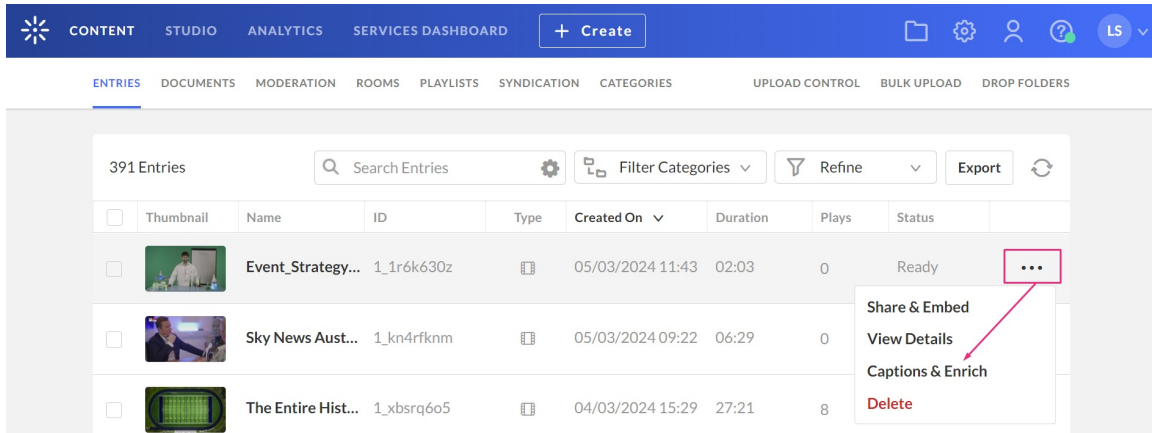 CONTENT STUDIO ANALYTICS SERVICES DASHBOARD + Create LS
ENTRIES DOCUMENTS MODERATION ROOMS PLAYLISTS SYNDICATION CATEGORIES UPLOAD CONTROL BULK UPLOAD DROP FOLDERS
391 Entries Search Entries Filter Categories Refine Export
Thumbnail Name ID Type Created On Duration Plays Status
Event_Strategy... 1_1r6k630z 05/03/2024 11:43 02:03 0 Ready
Share & Embed
Sky News Aust... 1_kn4rfknm 05/03/2024 09:22 06:29 0 View Details
Captions & Enrich
The Entire Hist... 1_xbsrq6o5 04/03/2024 15:29 27:21 8 Delete